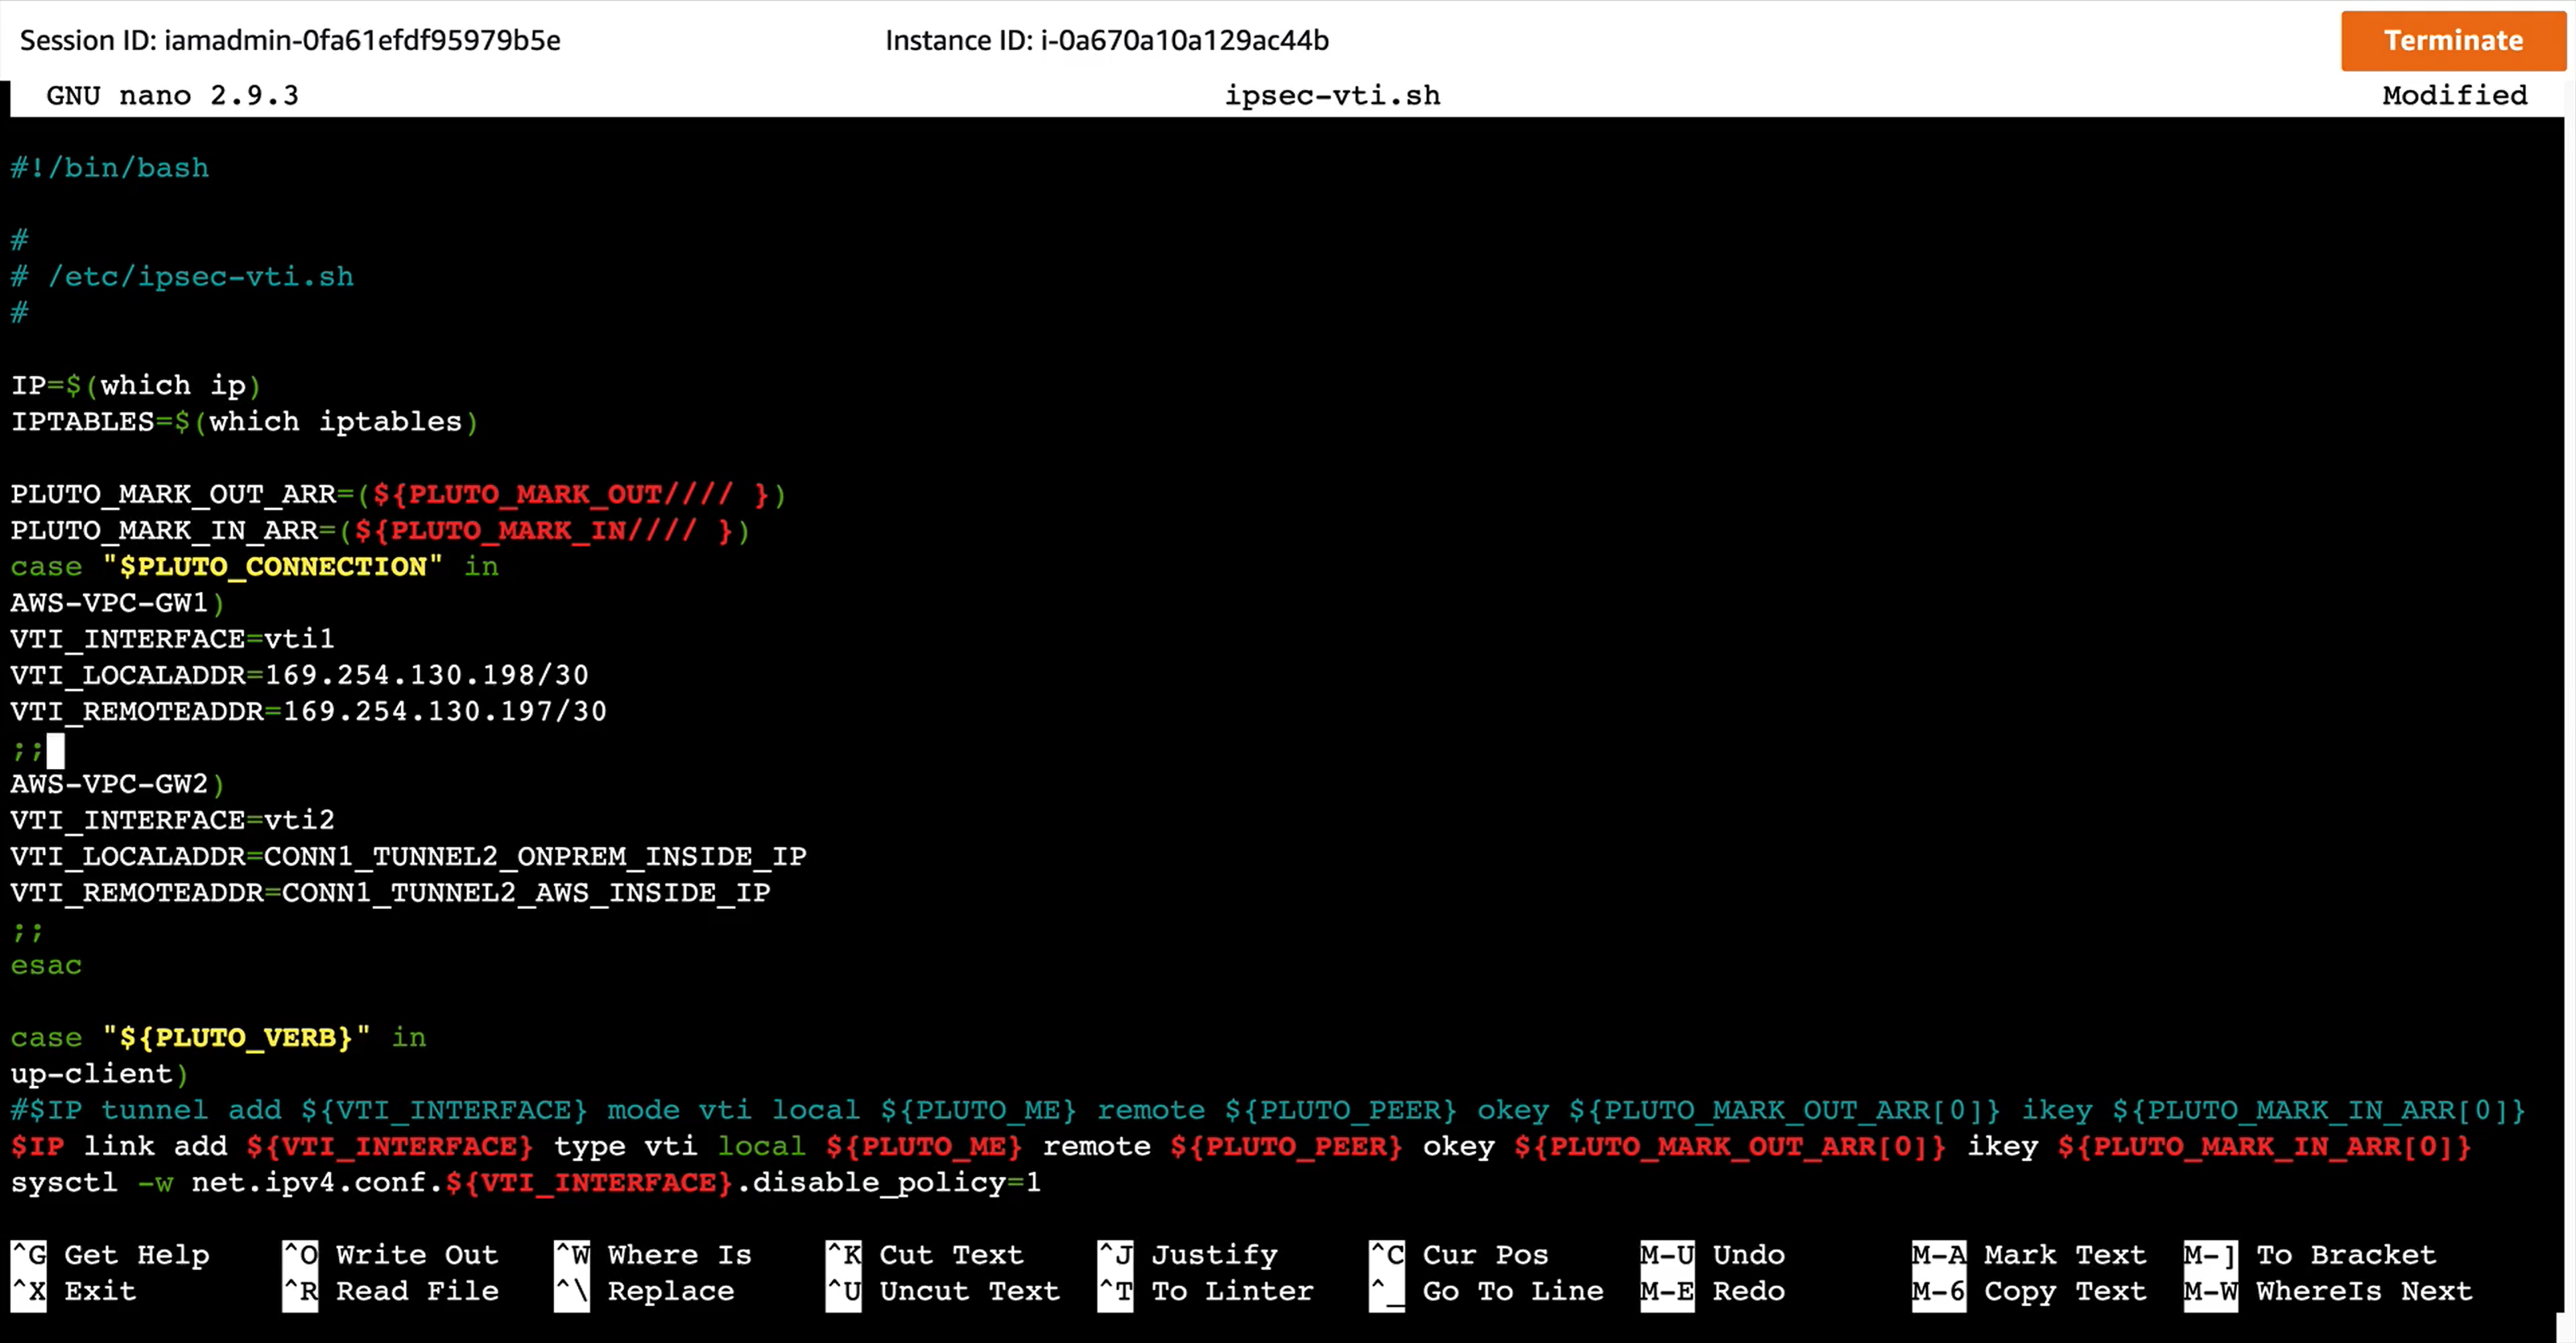 Session ID: iamadmin-0fa61efdf95979b5e Instance ID: i-0a670a10a129ac44b Terminate
GNU nano 2.9.3 ipsec-vti.sh Modified
#!/bin/bash
#
# /etc/ipsec-vti.sh
#
IP=$(which ip)
IPTABLES=$(which iptables)
PLUTO_MARK_OUT_ARR=(${PLUTO_MARK_OUT//// })
PLUTO_MARK_IN_ARR=(${PLUTO_MARK_IN//// })
case "$PLUTO_CONNECTION" in
AWS-VPC-GW1)
VTI_INTERFACE=vti1
VTI_LOCALADDR=169.254.130.198/30
VTI_REMOTEADDR=169.254.130.197/30
;;
AWS-VPC-GW2)
VTI_INTERFACE=vti2
VTI_LOCALADDR=CONN1_TUNNEL2_ONPREM_INSIDE_IP
VTI_REMOTEADDR=CONN1_TUNNEL2_AWS_INSIDE_IP
;;
esac
case "${PLUTO_VERB}" in
up-client)
#$IP tunnel add ${VTI_INTERFACE} mode vti local ${PLUTO_ME} remote ${PLUTO_PEER} okey ${PLUTO_MARK_OUT_ARR[0]} ikey ${PLUTO_MARK_IN_ARR[0]}
$IP link add ${VTI_INTERFACE} type vti local ${PLUTO_ME} remote ${PLUTO_PEER} okey ${PLUTO_MARK_OUT_ARR[0]} ikey ${PLUTO_MARK_IN_ARR[0]}
sysctl -w net.ipv4.conf.${VTI_INTERFACE}.disable_policy=1
^G Get Help ^O Write Out ^W Where Is ^K Cut Text ^J Justify ^C Cur Pos M-U Undo M-A Mark Text M-] To Bracket
^X Exit ^R Read File ^\ Replace ^U Uncut Text ^T To Linter ^_ Go To Line M-E Redo M-6 Copy Text M-W WhereIs Next